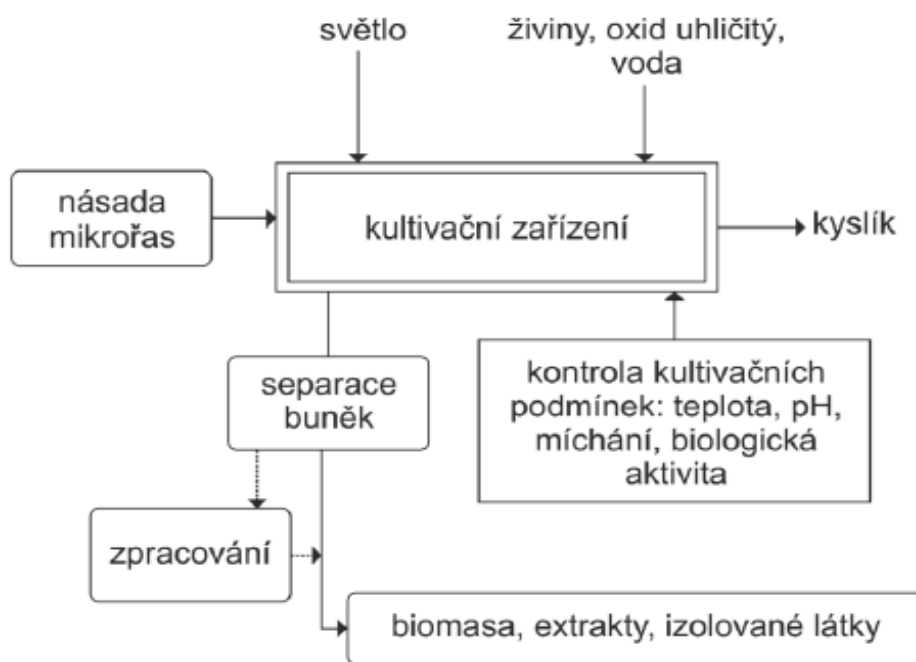 světlo
živiny, oxid uhličitý,
voda
násada
mikrořas
kultivační zařízení
kyslík
separace
buněk
kontrola kultivačních
podmínek: teplota, pH,
míchání, biologická
aktivita
zpracování
biomasa, extrakty, izolované látky